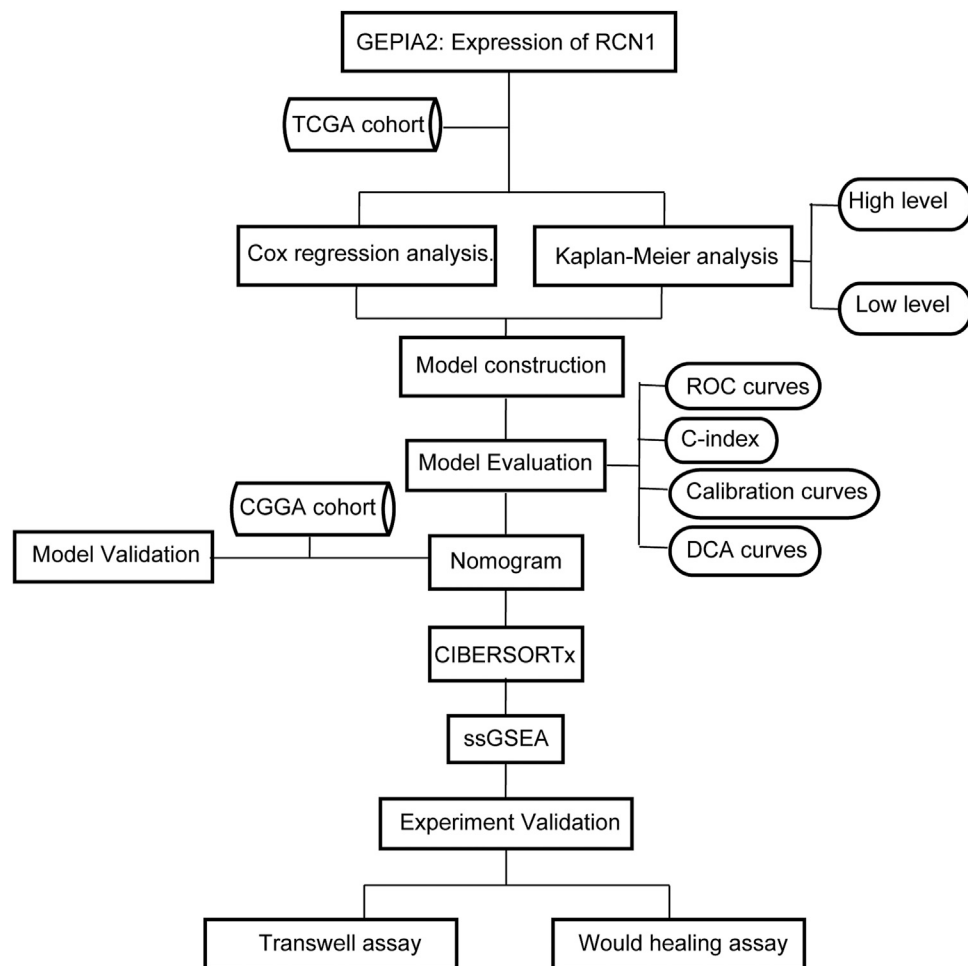 GEPIA2: Expression of RCN1
TCGA cohort
High level
Cox regression analysis.
Kaplan-Meier analysis
Low level
Model construction
ROC curves
C-index
Model Evaluation
Calibration curves
CGGA cohort
DCA curves
Model Validation
Nomogram
CIBERSORTx
ssGSEA
Experiment Validation
Transwell assay
Would healing assay